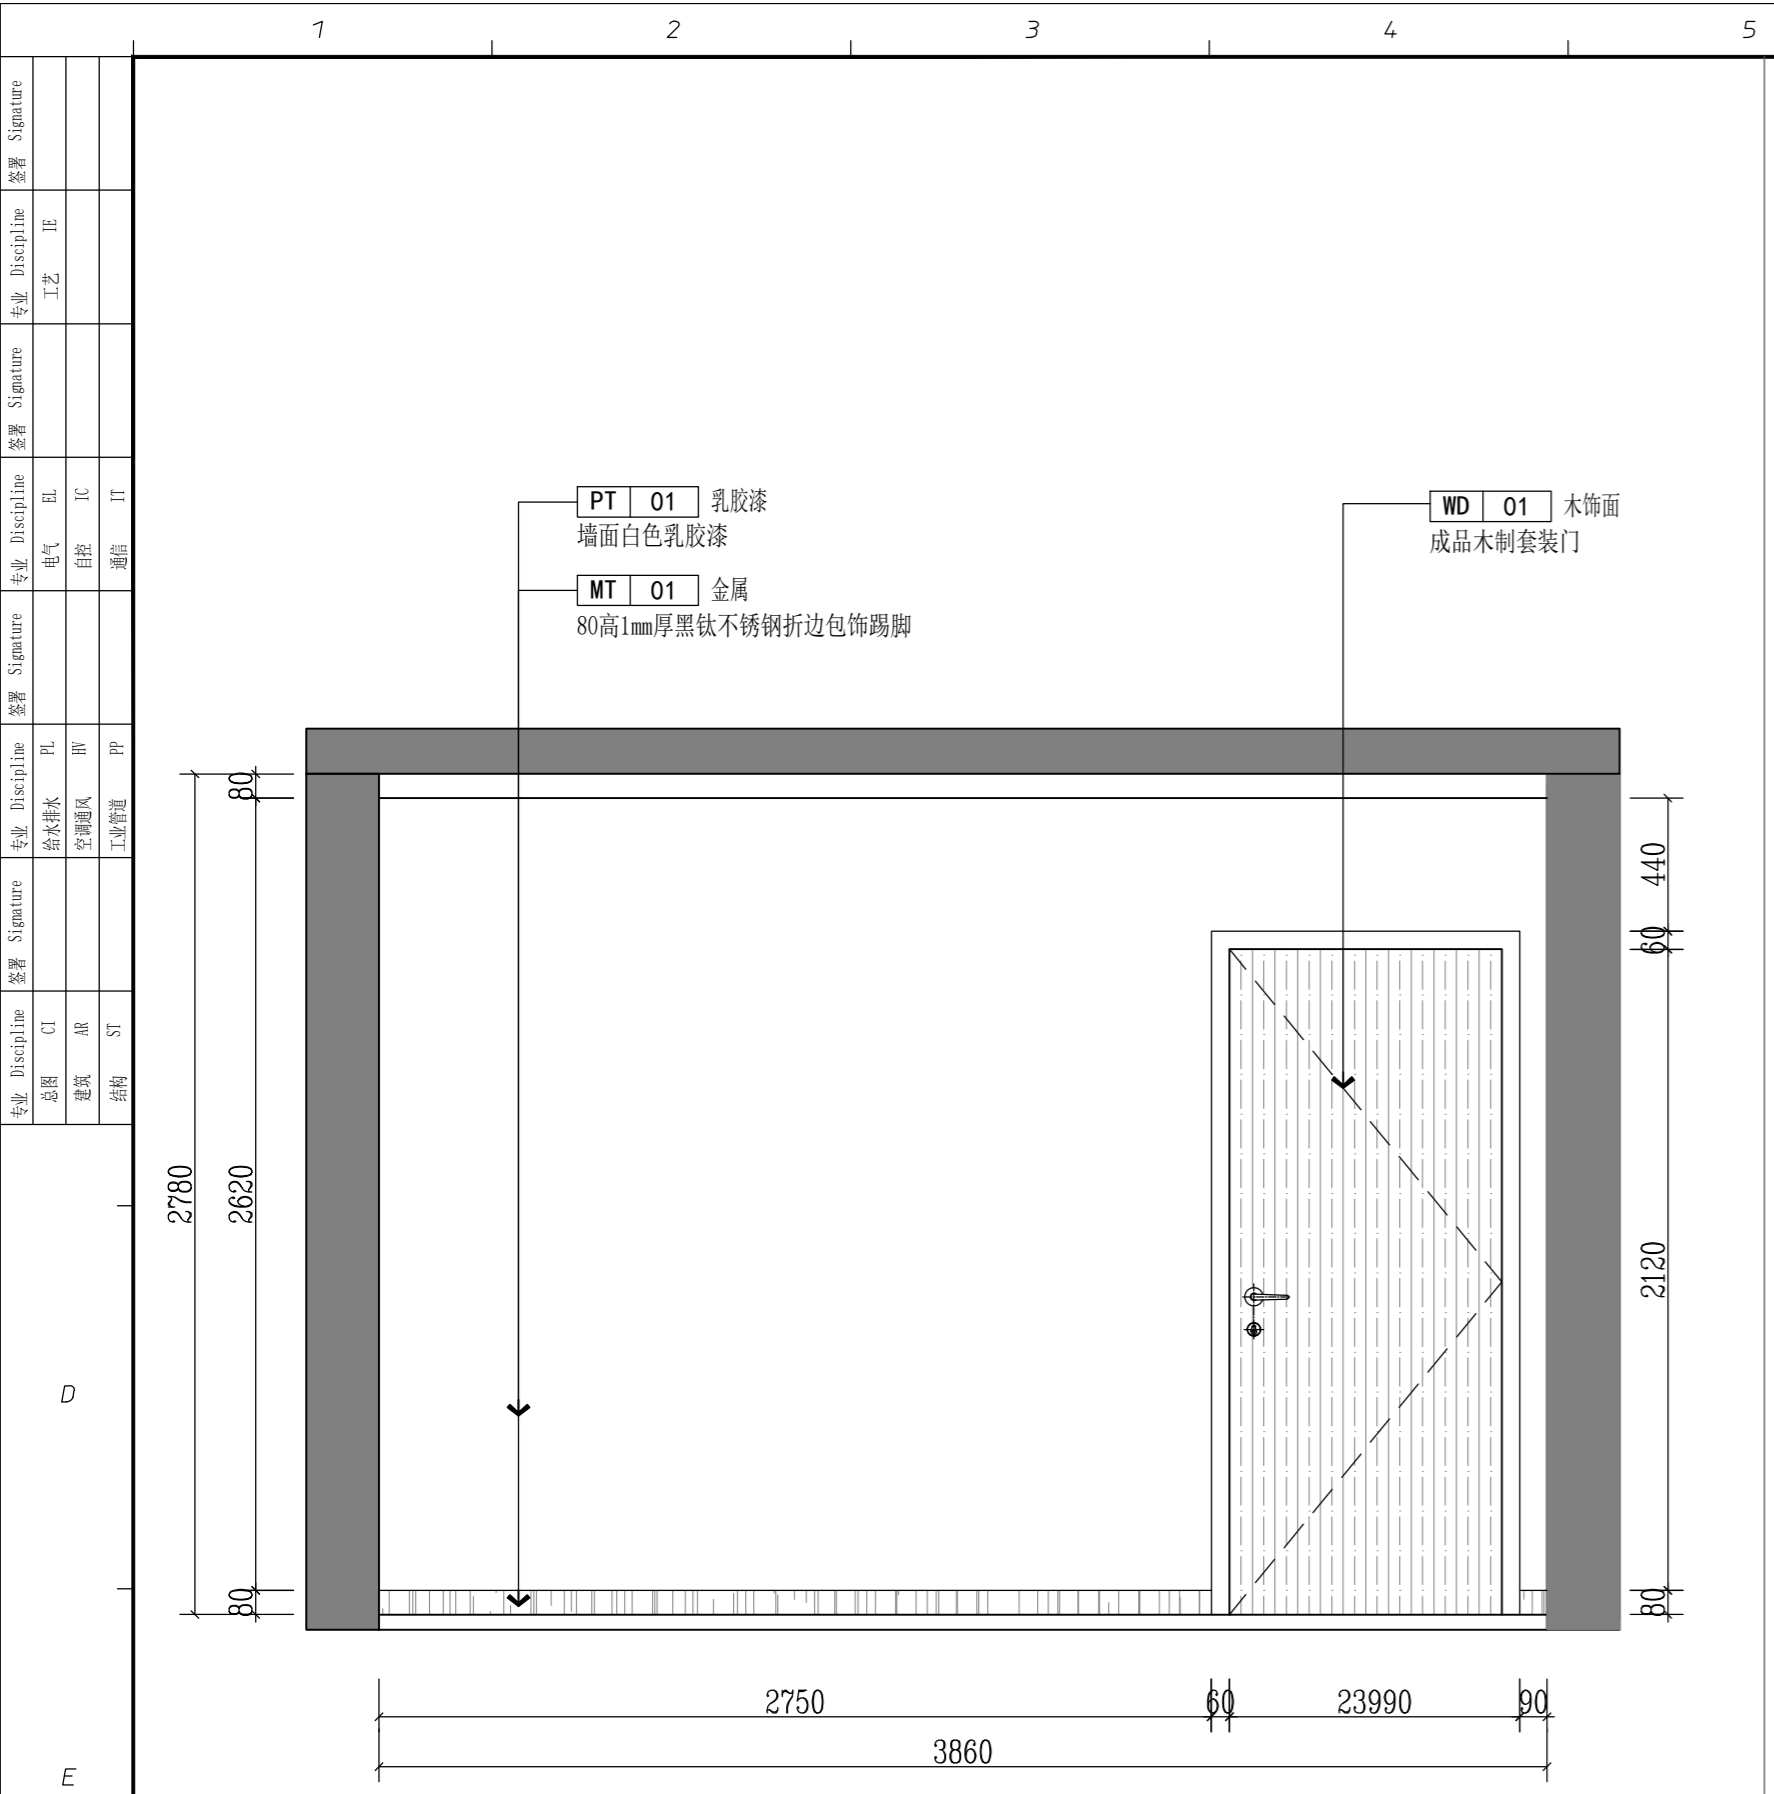 1 2 3 4 5
签署 Signature
专业 Discipline
工艺 IE
签署 Signature
专业 Discipline
电气 EL
自控 IC
通信 IT
签署 Signature
专业 Discipline
给水排水 PL
空调通风 HV
工业管道 PP
签署 Signature
专业 Discipline
总图 CI
建筑 AR
结构 ST
D
E
PT 01 乳胶漆
墙面白色乳胶漆
MT 01 金属
80高1mm厚黑钛不锈钢折边包饰踢脚
WD 01 木饰面
成品木制套装门
80
2780
2620
80
440
60
2120
80
2750 60 23990 90
3860